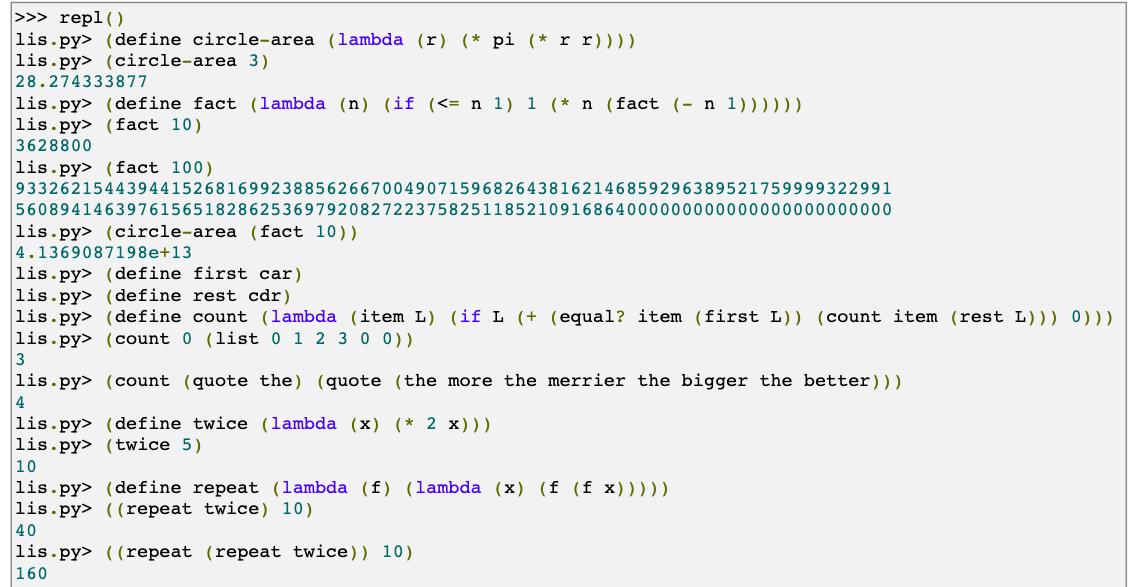 >>> repl()
lis.py> (define circle-area (lambda (r) (* pi (* r r))))
lis.py> (circle-area 3)
28.274333877
lis.py> (define fact (lambda (n) (if (<= n 1) 1 (* n (fact (- n 1))))))
lis.py> (fact 10)
3628800
lis.py> (fact 100)
9332621544394415268169923885626670049071596826438162146859296389521759999322991
5608941463976156518286253697920827223758251185210916864000000000000000000000000
lis.py> (circle-area (fact 10))
4.1369087198e+13
lis.py> (define first car)
lis.py> (define rest cdr)
lis.py> (define count (lambda (item L) (if L (+ (equal? item (first L)) (count item (rest L))) 0)))
lis.py> (count 0 (list 0 1 2 3 0 0))
3
lis.py> (count (quote the) (quote (the more the merrier the bigger the better)))
4
lis.py> (define twice (lambda (x) (* 2 x)))
lis.py> (twice 5)
10
lis.py> (define repeat (lambda (f) (lambda (x) (f (f x)))))
lis.py> ((repeat twice) 10)
40
lis.py> ((repeat (repeat twice)) 10)
160